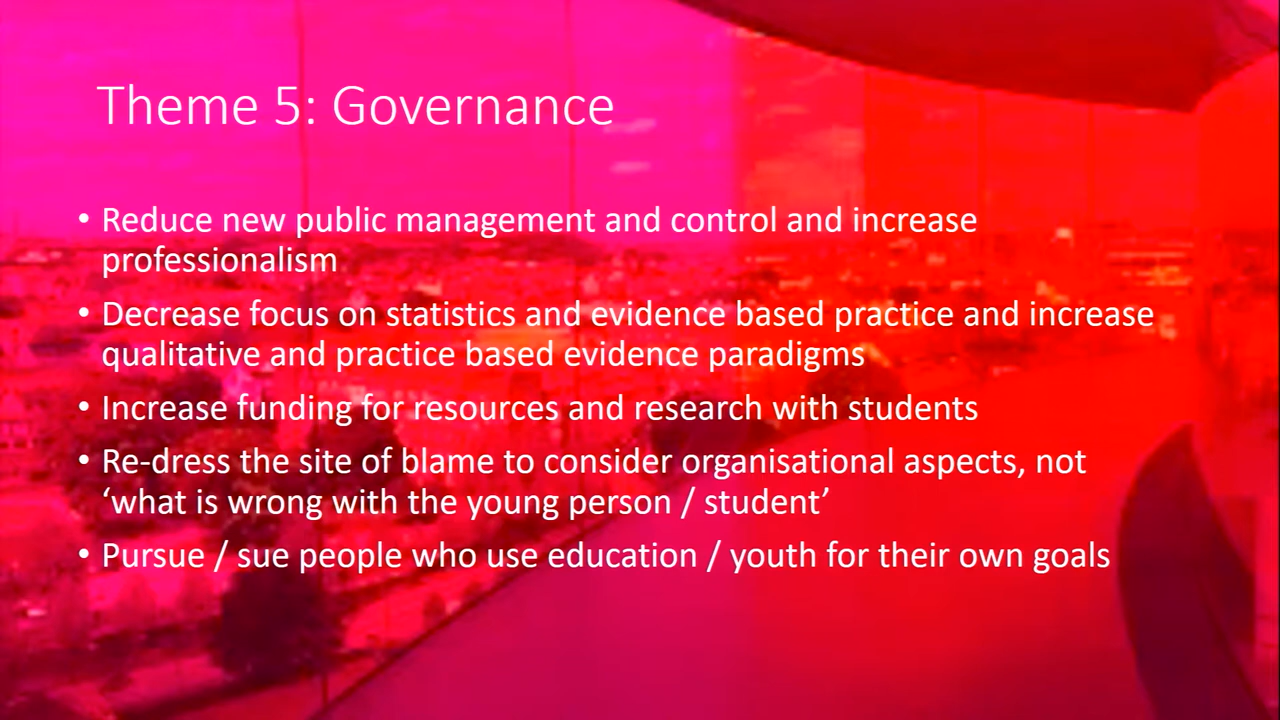 Theme 5: Governance
• Reduce new public management and control and increase
professionalism
• Decrease focus on statistics and evidence based practice and increase
qualitative and practice based evidence paradigms
• Increase funding for resources and research with students
• Re-dress the site of blame to consider organisational aspects, not
‘what is wrong with the young person / student’
• Pursue / sue people who use education / youth for their own goals